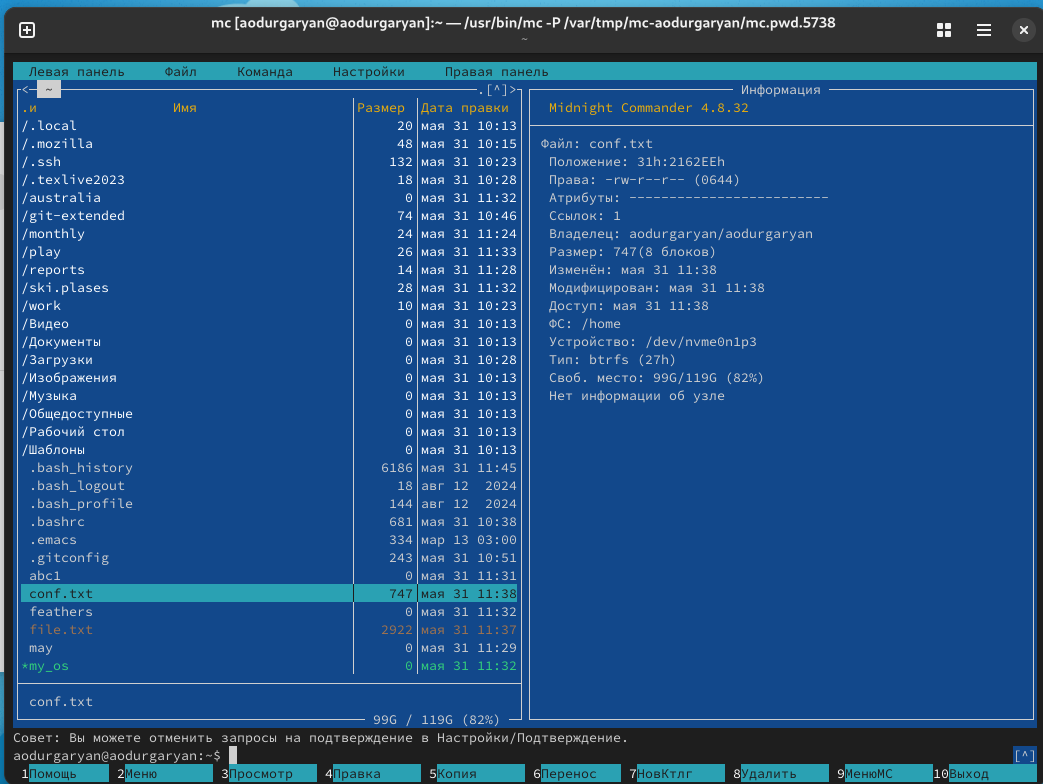 mc [aodurgaryan@aodurgaryan]:~ — /usr/bin/mc -P /var/tmp/mc-aodurgaryan/mc.pwd.5738
~
Левая панель Файл Команда Настройки Правая панель
<─ ~ ─.[^]>
.и Имя Размер Дата правки
/.local 20 мая 31 10:13
/.mozilla 48 мая 31 10:15
/.ssh 132 мая 31 10:23
/.texlive2023 18 мая 31 10:28
/australia 0 мая 31 11:32
/git-extended 74 мая 31 10:46
/monthly 24 мая 31 11:24
/play 26 мая 31 11:33
/reports 14 мая 31 11:28
/ski.plases 28 мая 31 11:32
/work 10 мая 31 10:23
/Видео 0 мая 31 10:13
/Документы 0 мая 31 10:13
/Загрузки 0 мая 31 10:28
/Изображения 0 мая 31 10:13
/Музыка 0 мая 31 10:13
/Общедоступные 0 мая 31 10:13
/Рабочий стол 0 мая 31 10:13
/Шаблоны 0 мая 31 10:13
.bash_history 6186 мая 31 11:45
.bash_logout 18 авг 12 2024
.bash_profile 144 авг 12 2024
.bashrc 681 мая 31 10:38
.emacs 334 мар 13 03:00
.gitconfig 243 мая 31 10:51
abc1 0 мая 31 11:31
conf.txt 747 мая 31 11:38
feathers 0 мая 31 11:32
file.txt 2922 мая 31 11:37
may 0 мая 31 11:29
*my_os 0 мая 31 11:32
conf.txt
99G / 119G (82%)
Информация
Midnight Commander 4.8.32
Файл: conf.txt
Положение: 31h:2162EEh
Права: -rw-r--r-- (0644)
Атрибуты: -------------------------
Ссылок: 1
Владелец: aodurgaryan/aodurgaryan
Размер: 747(8 блоков)
Изменён: мая 31 11:38
Модифицирован: мая 31 11:38
Доступ: мая 31 11:38
ФС: /home
Устройство: /dev/nvme0n1p3
Тип: btrfs (27h)
Своб. место: 99G/119G (82%)
Нет информации об узле
Совет: Вы можете отменить запросы на подтверждение в Настройки/Подтверждение.
aodurgaryan@aodurgaryan:~$ [^]
1Помощь 2Меню 3Просмотр 4Правка 5Копия 6Перенос 7НовКтлг 8Удалить 9МенюМС 10Выход